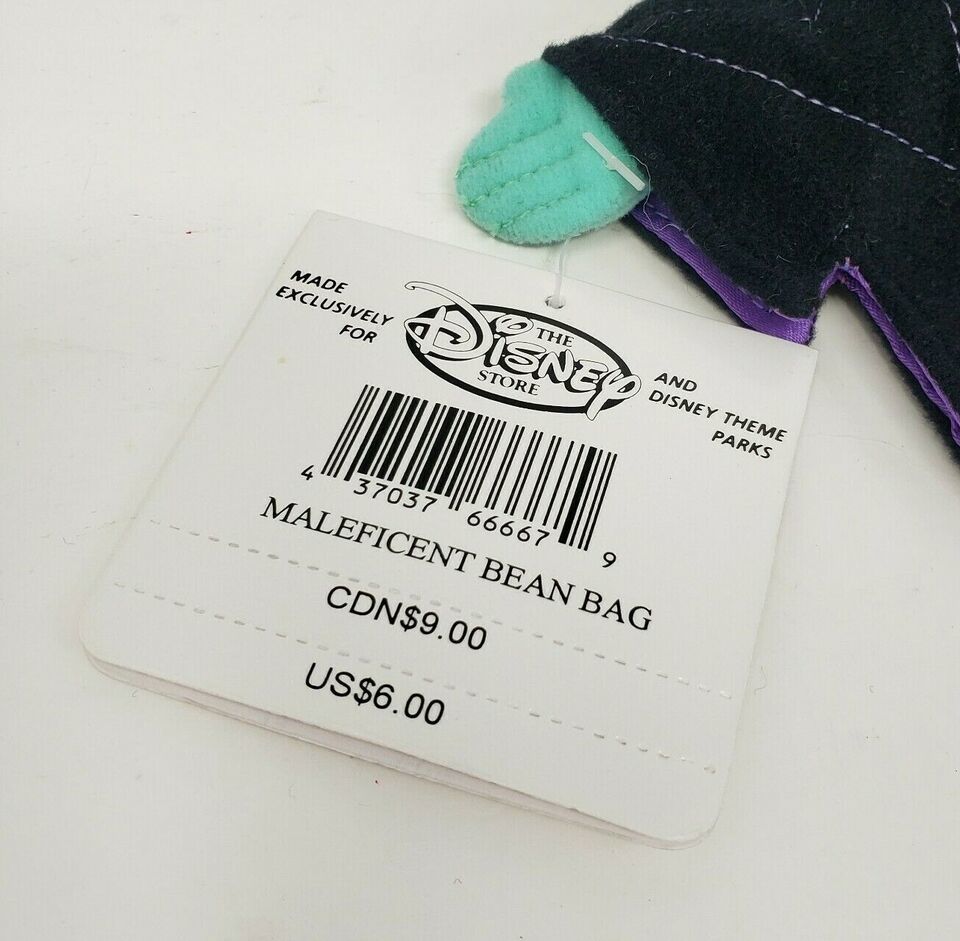 MADE
EXCLUSIVELY
FOR
THE
DISNEY
STORE
AND
DISNEY THEME
PARKS
4 37037 66667 9
MALEFICENT BEAN BAG
CDN$9.00
US$6.00